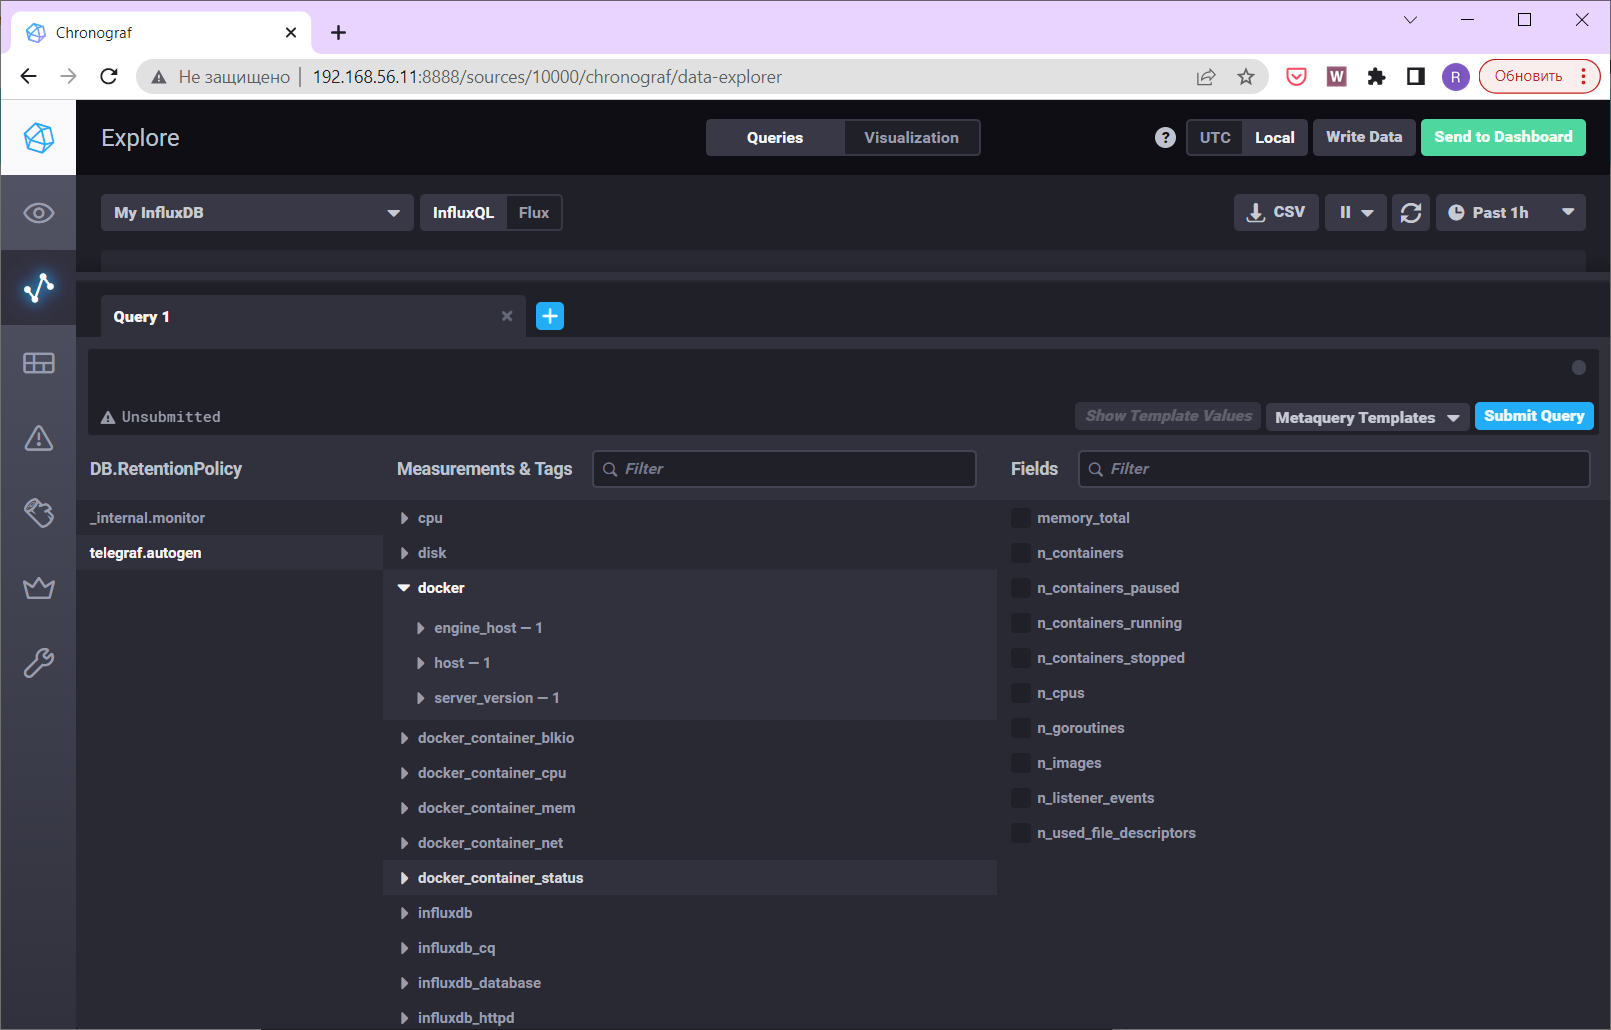 Chronograf
Не защищено
192.168.56.11:8888/sources/10000/chronograf/data-explorer
W
R
Обновить
Explore
Queries
Visualization
?
UTC
Local
Write Data
Send to Dashboard
My InfluxDB
InfluxQL
Flux
CSV
Past 1h
Query 1
Unsubmitted
Show Template Values
Metaquery Templates
Submit Query
DB.RetentionPolicy
Measurements & Tags
Filter
Fields
Filter
_internal.monitor
telegraf.autogen
cpu
disk
docker
engine_host — 1
host — 1
server_version — 1
docker_container_blkio
docker_container_cpu
docker_container_mem
docker_container_net
docker_container_status
influxdb
influxdb_cq
influxdb_database
influxdb_httpd
memory_total
n_containers
n_containers_paused
n_containers_running
n_containers_stopped
n_cpus
n_goroutines
n_images
n_listener_events
n_used_file_descriptors